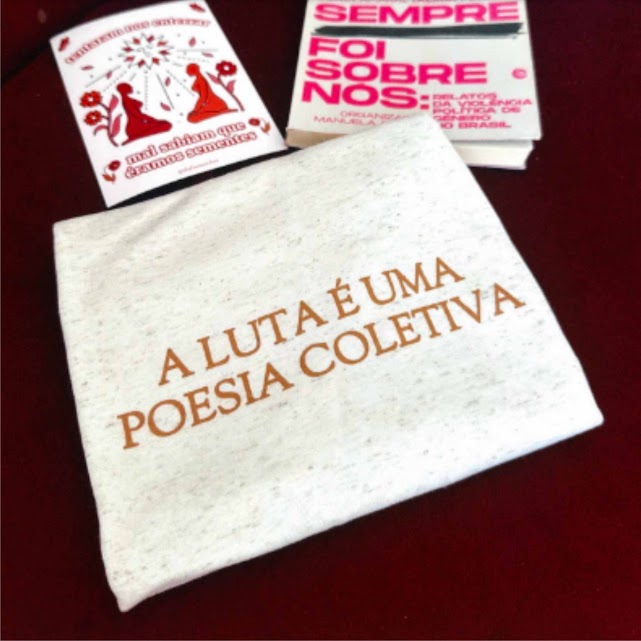 tentaram nos enterrar
mal sabiam que
éramos sementes
SEMPRE
FOI
SOBRE
NÓS:
RELATOS
DA VIOLÊNCIA
POLÍTICA DE
GÊNERO
NO BRASIL
MANUELA
A LUTA É UMA
POESIA COLETIVA